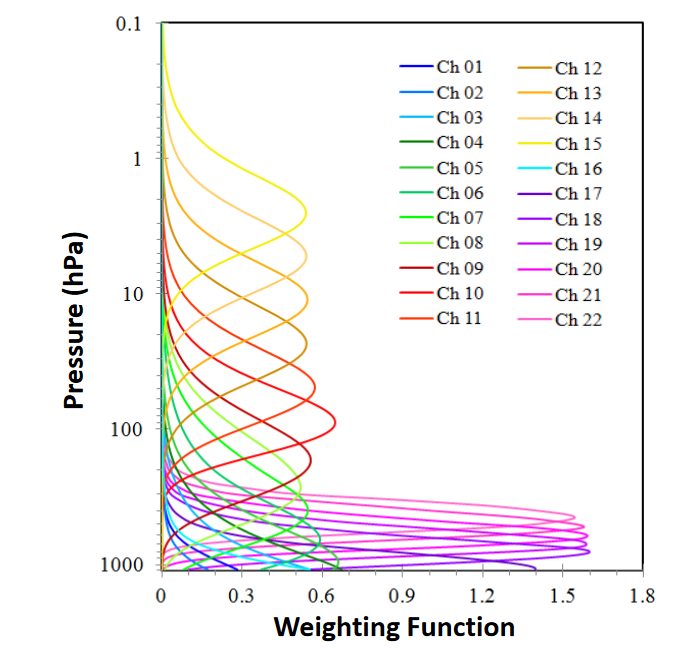 0.1
1
10
100
1000
Pressure (hPa)
Ch 01
Ch 02
Ch 03
Ch 04
Ch 05
Ch 06
Ch 07
Ch 08
Ch 09
Ch 10
Ch 11
Ch 12
Ch 13
Ch 14
Ch 15
Ch 16
Ch 17
Ch 18
Ch 19
Ch 20
Ch 21
Ch 22
0 0.3 0.6 0.9 1.2 1.5 1.8
Weighting Function